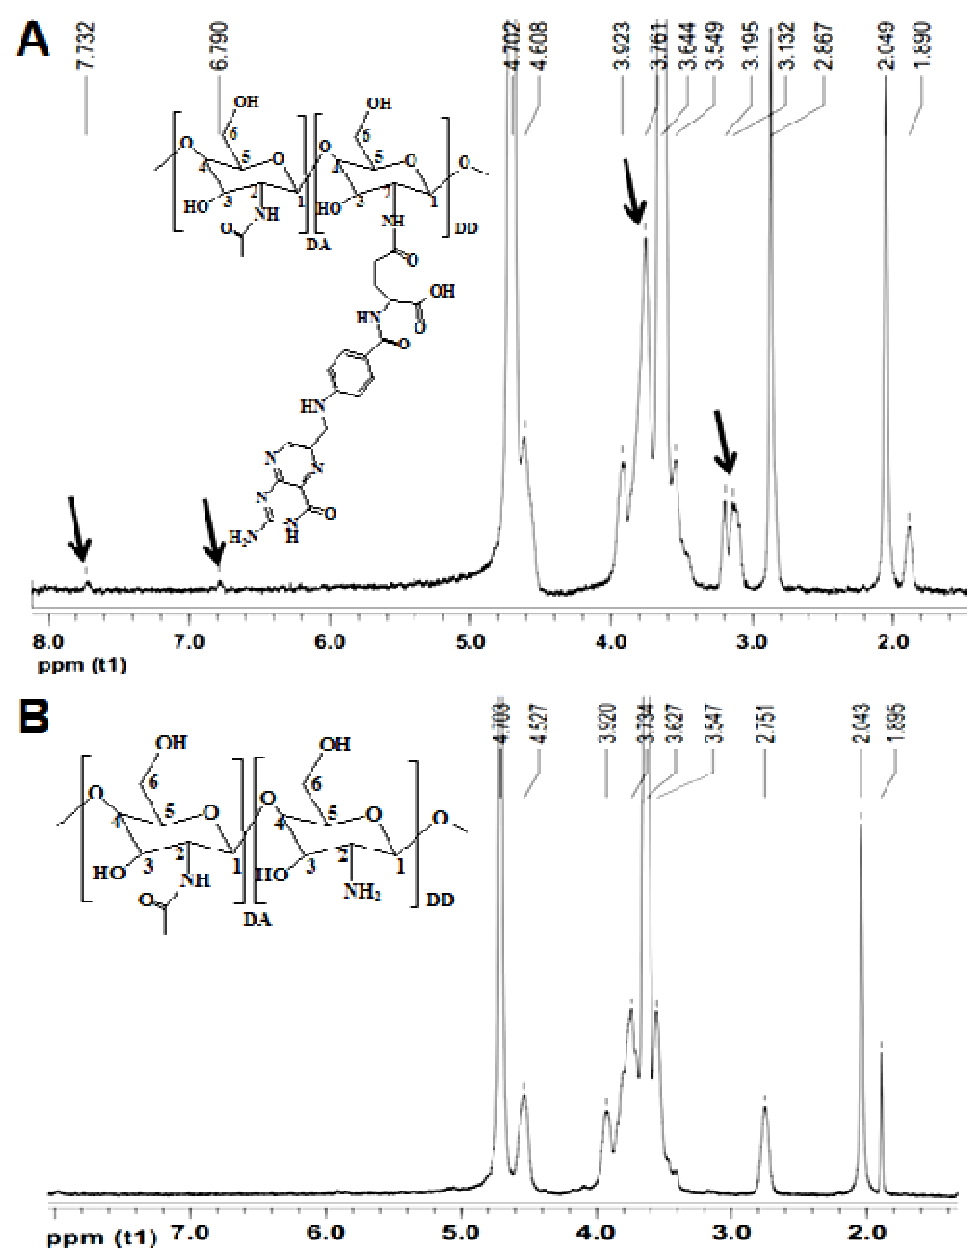 A
7.732
6.790
4.702
4.608
3.923
3.761
3.644
3.549
3.195
3.132
2.867
2.049
1.890
OH
OH
6
6
O
5
O
O
5
O
O
4
4
HO
3
2
1
HO
3
1
NH
NH
O
DA
DD
O
OH
HN
O
O
HN
N
N
N
O
H₂N
N
H
8.0 7.0 6.0 5.0 4.0 3.0 2.0
ppm (t1)
B
4.703
4.527
3.920
3.734
3.627
3.547
2.751
2.043
1.895
OH
OH
6
6
O
5
O
O
5
O
O
4
4
HO
3
2
1
HO
3
2
1
NH
NH₂
O
DA
DD
7.0 6.0 5.0 4.0 3.0 2.0
ppm (t1)